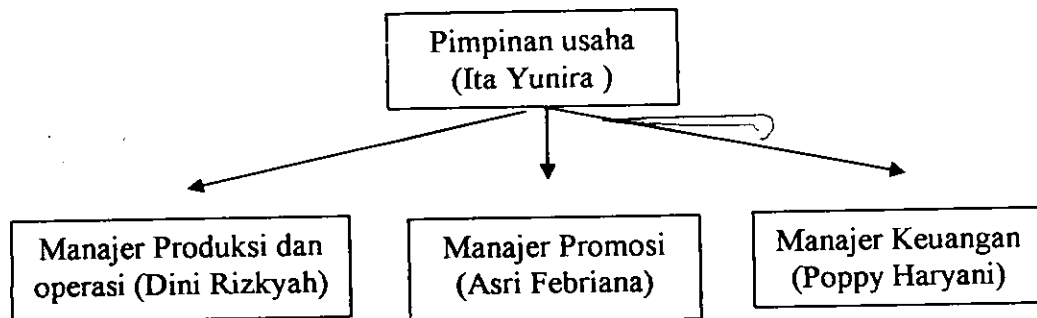 Pimpinan usaha
(Ita Yunira )
Manajer Produksi dan
operasi (Dini Rizkyah)
Manajer Promosi
(Asri Febriana)
Manajer Keuangan
(Poppy Haryani)